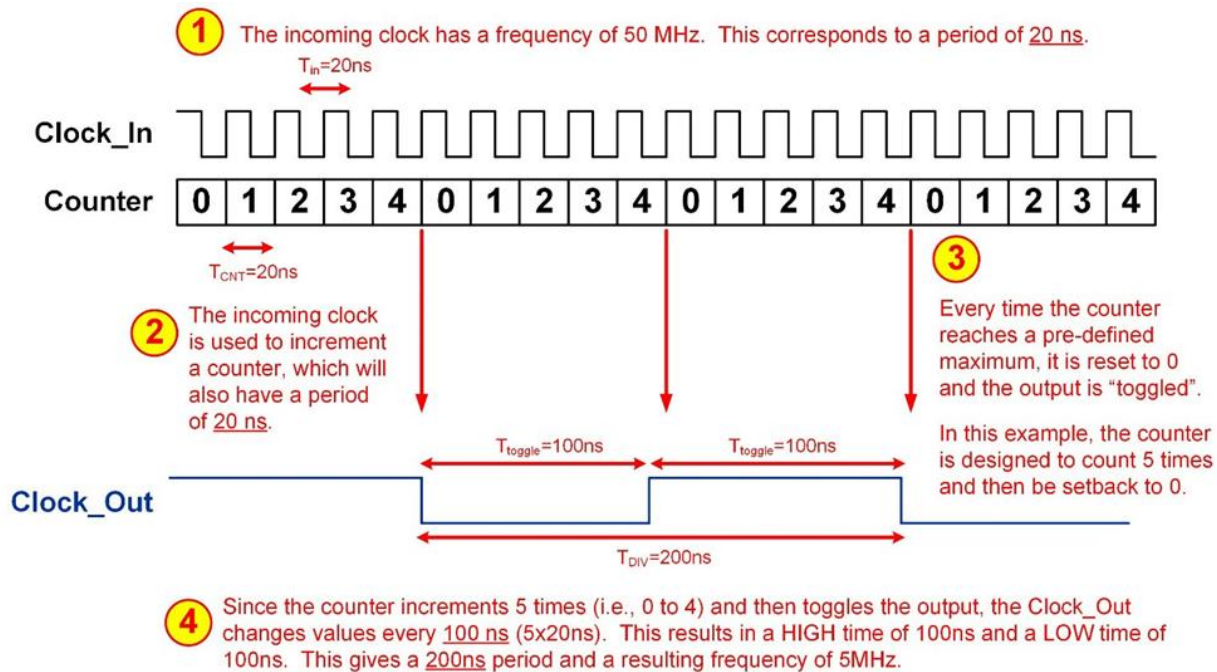 1
The incoming clock has a frequency of 50 MHz. This corresponds to a period of 20 ns.
Tin=20ns
Clock_In
Counter
0 1 2 3 4 0 1 2 3 4 0 1 2 3 4 0 1 2 3 4
TCNT=20ns
2
The incoming clock
is used to increment
a counter, which will
also have a period
of 20 ns.
3
Every time the counter
reaches a pre-defined
maximum, it is reset to 0
and the output is “toggled”.
In this example, the counter
is designed to count 5 times
and then be setback to 0.
Ttoggle=100ns
Ttoggle=100ns
Clock_Out
TDIV=200ns
4
Since the counter increments 5 times (i.e., 0 to 4) and then toggles the output, the Clock_Out
changes values every 100 ns (5x20ns). This results in a HIGH time of 100ns and a LOW time of
100ns. This gives a 200ns period and a resulting frequency of 5MHz.